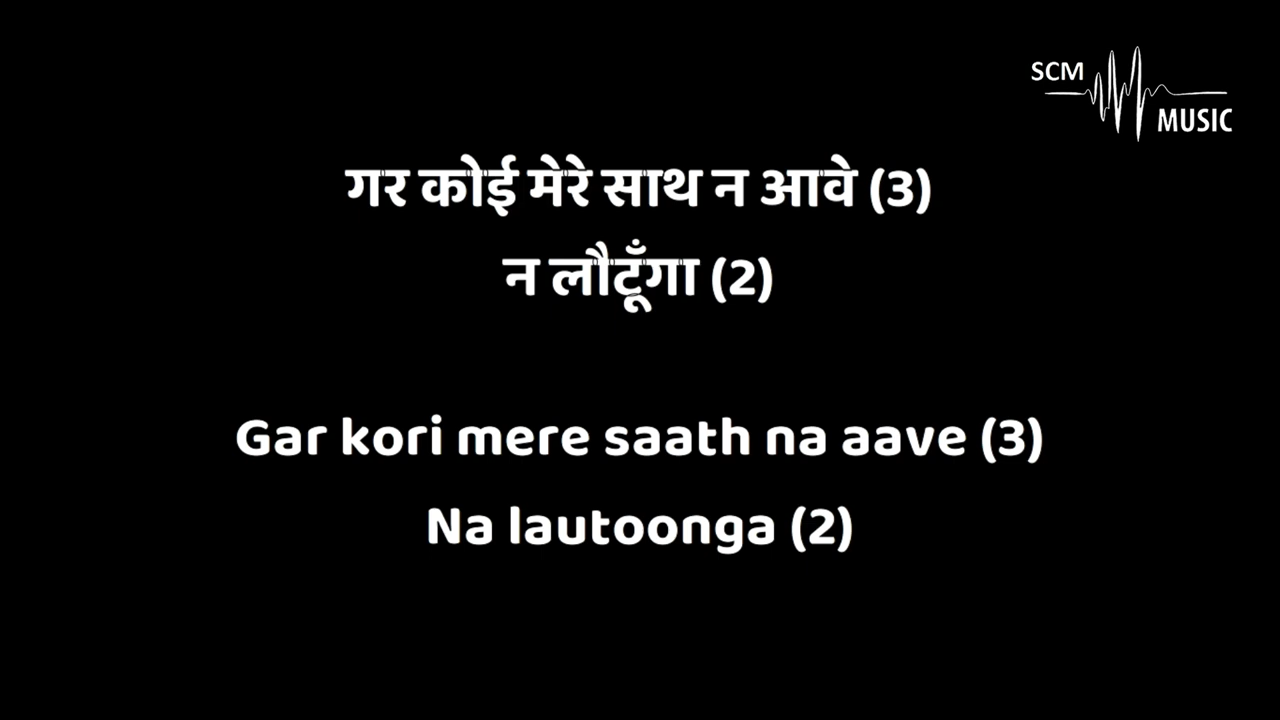 SCM
MUSIC
गर कोई मेरे साथ न आवे (3)
न लौटूँगा (2)
Gar kori mere saath na aave (3)
Na lautoonga (2)